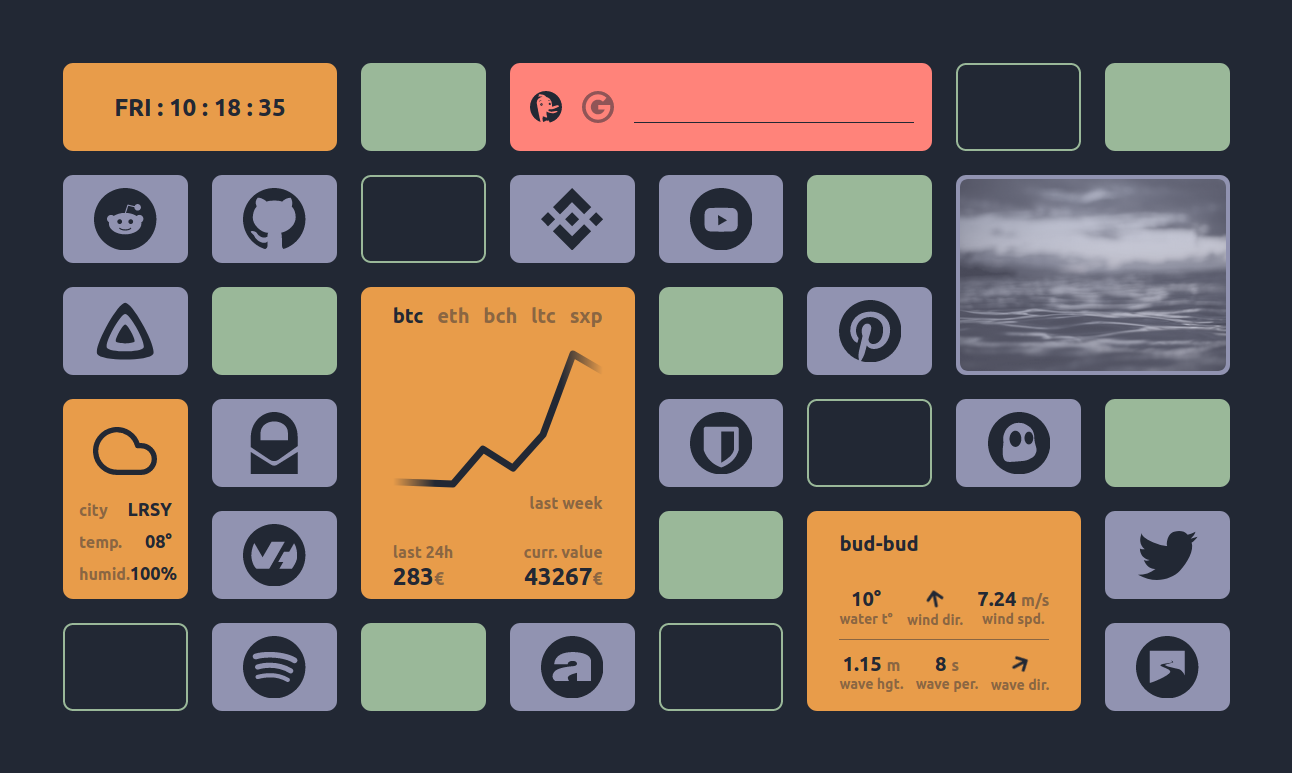 FRI : 10 : 18 : 35
btc eth bch ltc sxp
last week
last 24h curr. value
283€ 43267€
city LRSY
temp. 08°
humid.100%
bud-bud
10° 7.24 m/s
water t° wind dir. wind spd.
1.15 m 8 s
wave hgt. wave per. wave dir.